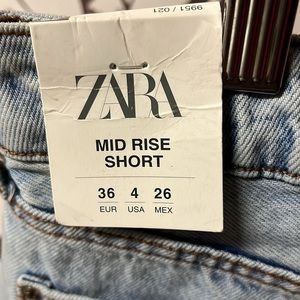 9951/021
ZARA
MID RISE
SHORT
36 4 26
EUR USA MEX